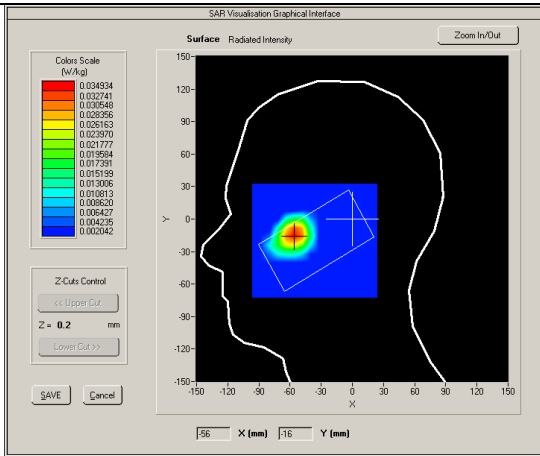 SAR Visualisation Graphical Interface
Surface Radiated Intensity
Zoom In/Out
Colors Scale
(W/kg)
0.034934
0.032741
0.030548
0.028356
0.026163
0.023970
0.021777
0.019584
0.017391
0.015199
0.013006
0.010813
0.008620
0.006427
0.004235
0.002042
Z-Cuts Control
<< Upper Cut
Z = 0.2 mm
Lower Cut >>
SAVE Cancel
150
120
90
60
30
0
-30
-60
-90
-120
-150
Y
-150 -120 -90 -60 -30 0 30 60 90 120 150
X
-56 X (mm) -16 Y (mm)